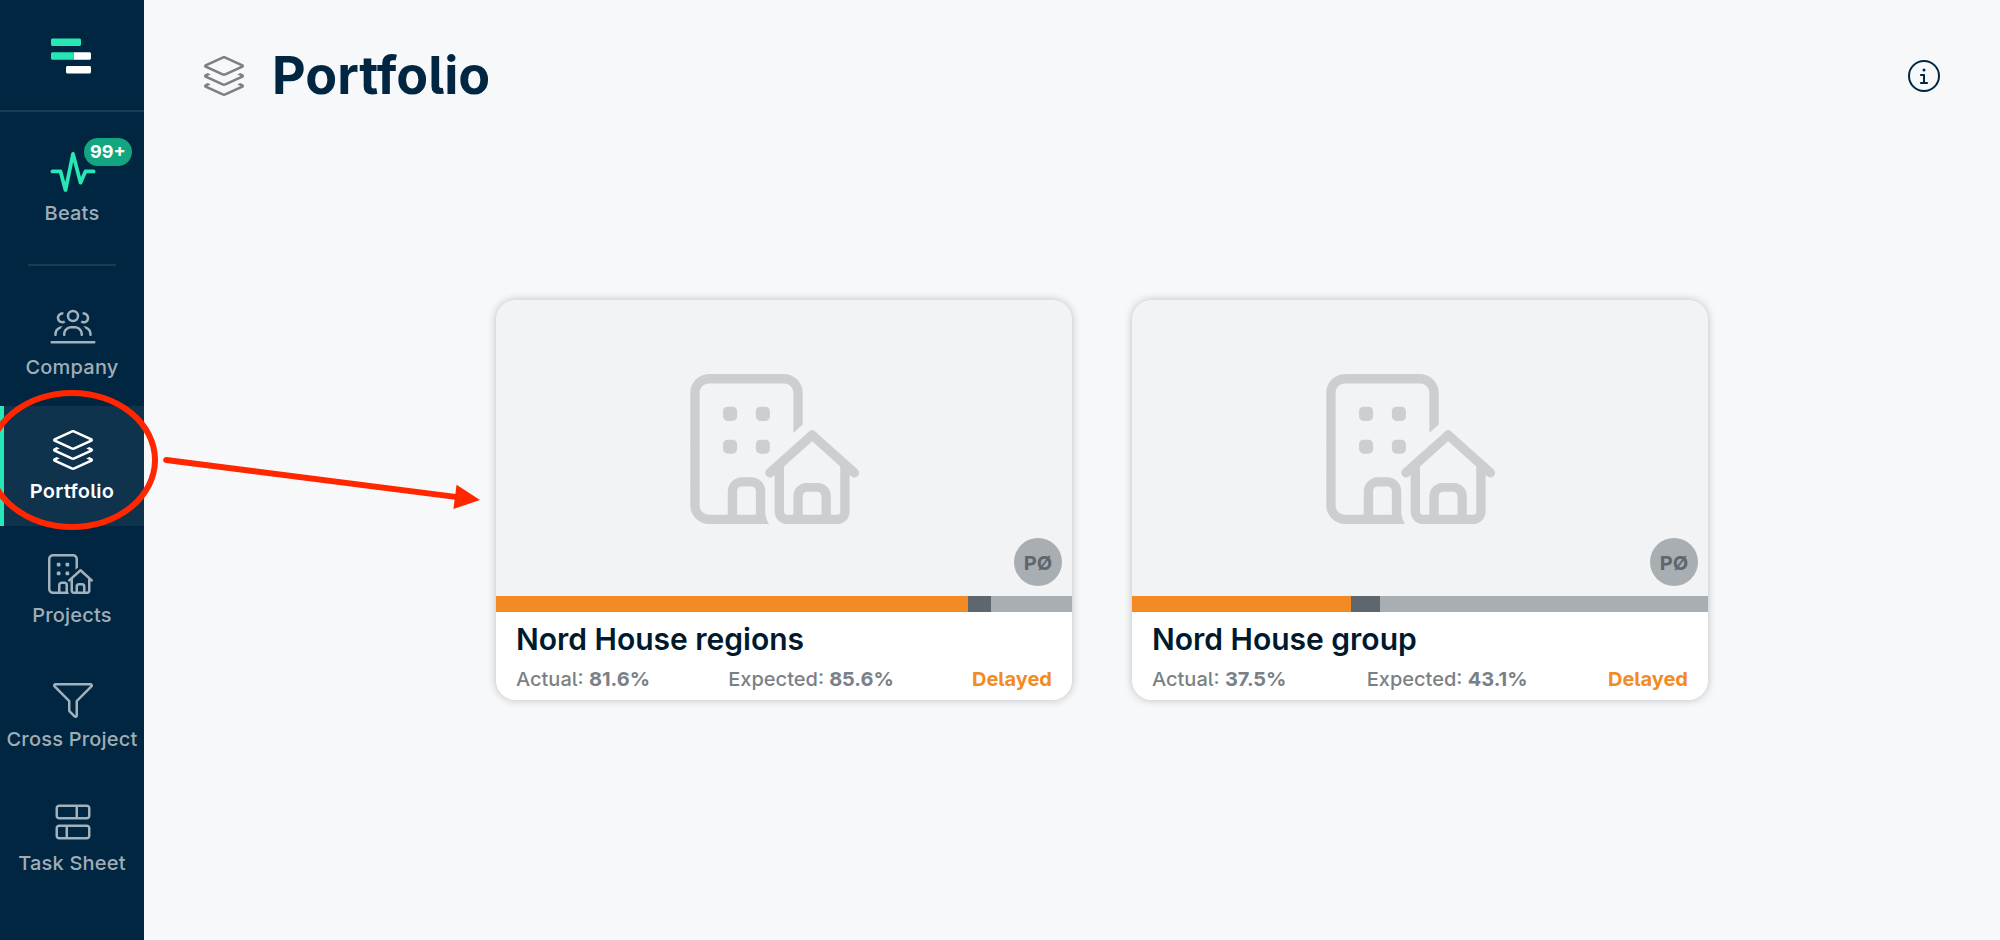 Portfolio
99+
Beats
Company
Portfolio
Projects
Cross Project
Task Sheet
PØ
Nord House regions
Actual: 81.6% Expected: 85.6% Delayed
PØ
Nord House group
Actual: 37.5% Expected: 43.1% Delayed